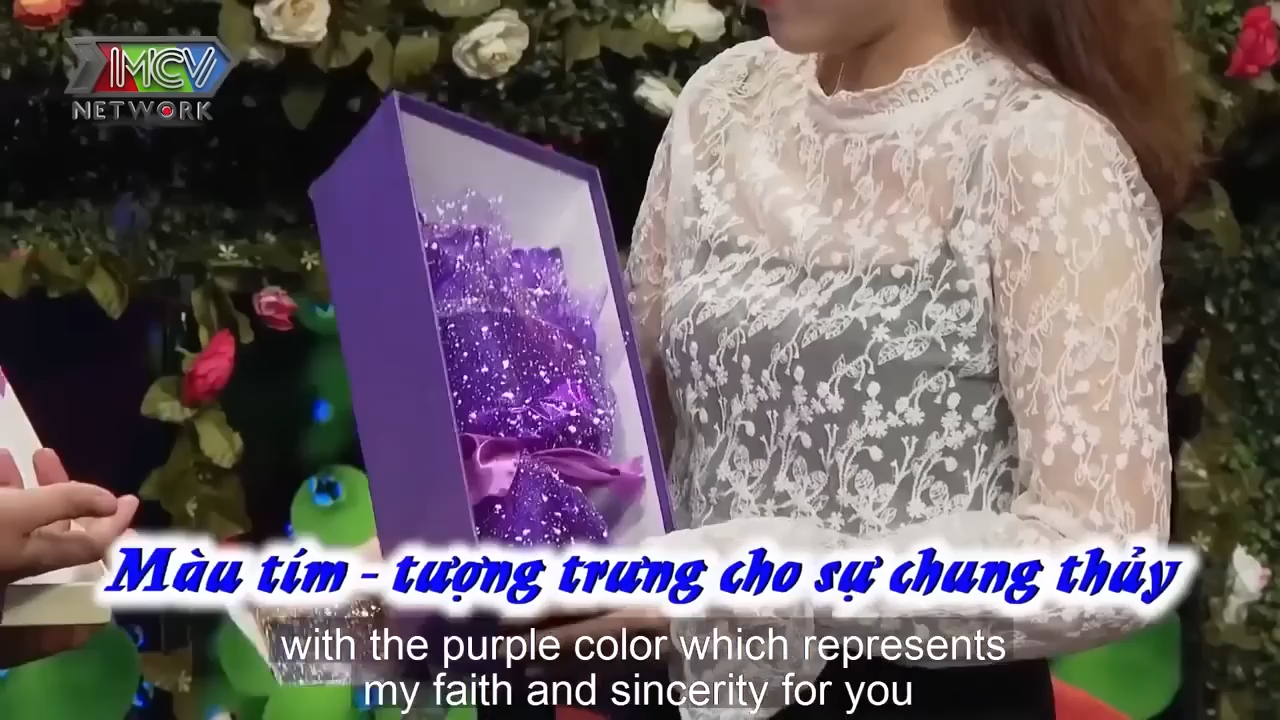 MCV
NETWORK
Màu tím - tượng trưng cho sự chung thủy
with the purple color which represents
my faith and sincerity for you